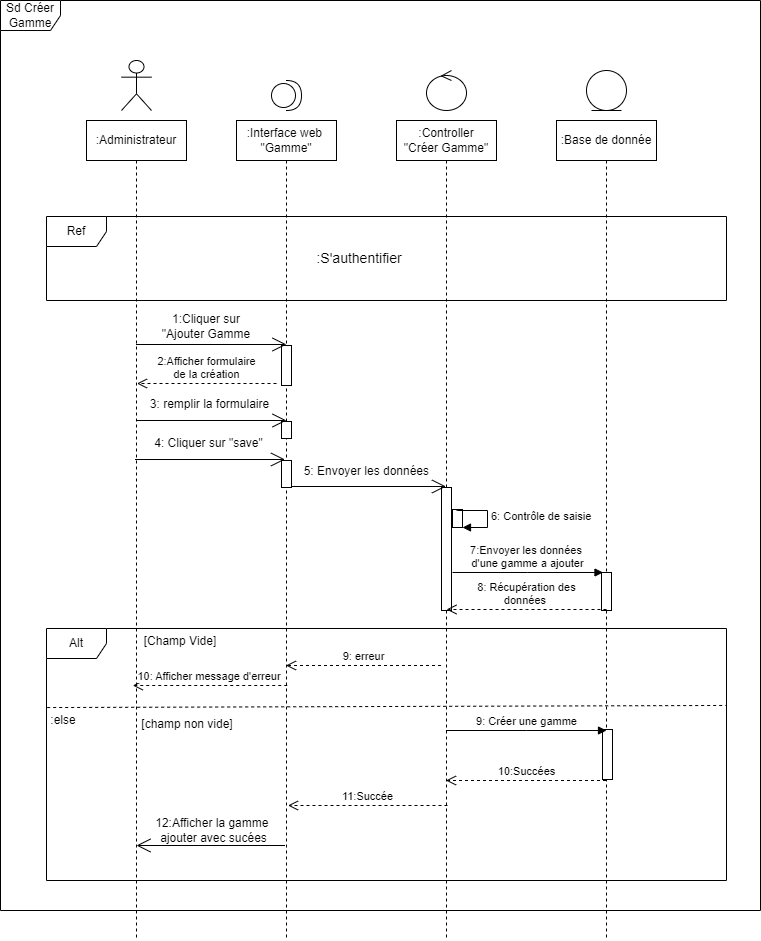 Sd Créer
Gamme
:Administrateur
:Interface web
"Gamme"
:Controller
"Créer Gamme"
:Base de donnée
Ref
:S'authentifier
1:Cliquer sur
"Ajouter Gamme
2:Afficher formulaire
de la création
3: remplir la formulaire
4: Cliquer sur "save"
5: Envoyer les données
6: Contrôle de saisie
7:Envoyer les données
d'une gamme a ajouter
8: Récupération des
données
Alt
[Champ Vide]
9: erreur
10: Afficher message d'erreur
:else
[champ non vide]
9: Créer une gamme
10:Succées
11:Succée
12:Afficher la gamme
ajouter avec sucées